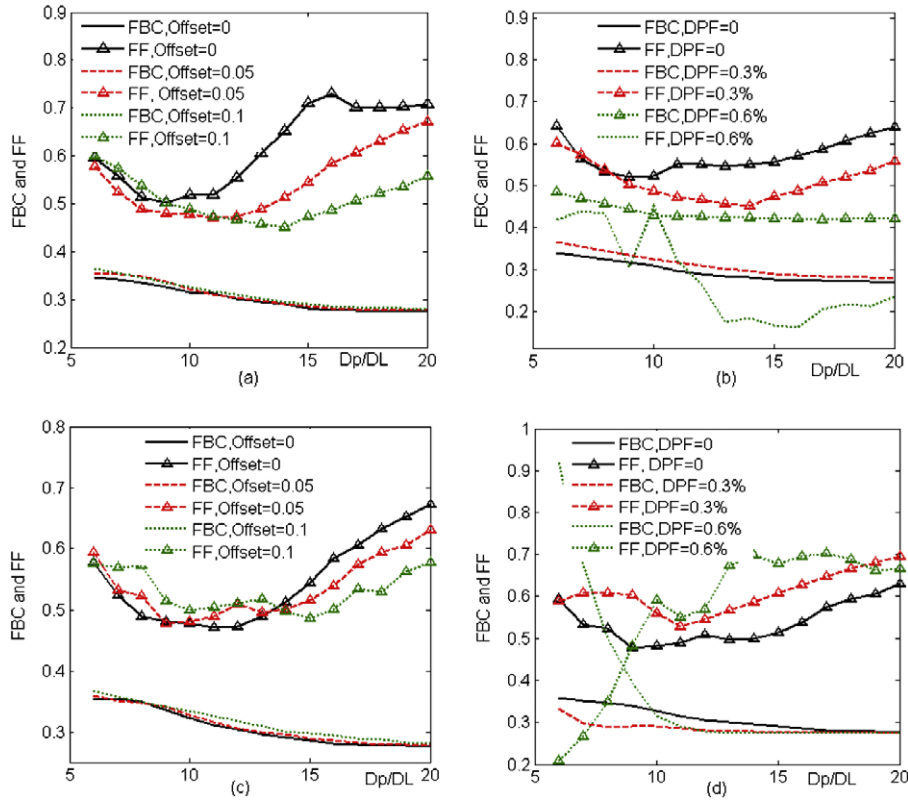 FBC and FF
0.9
0.8
0.7
0.6
0.5
0.4
0.3
0.2
FBC,Offset=0
FF,Offset=0
FBC,Offset=0.05
FF, Offset=0.05
FBC,Offset=0.1
FF,Offset=0.1
5
10
15
20
Dp/DL
(a)
FBC and FF
0.9
0.8
0.7
0.6
0.5
0.4
0.3
0.2
FBC,DPF=0
FF,DPF=0
FBC,DPF=0.3%
FF,DPF=0.3%
FBC,DPF=0.6%
FF,DPF=0.6%
5
10
15
20
Dp/DL
(b)
FBC and FF
0.8
0.7
0.6
0.5
0.4
0.3
FBC,Offset=0
FF,Offset=0
FBC,Ofset=0.05
FF,Offset=0.05
FBC,Offset=0.1
FF,Offset=0.1
5
10
15
20
Dp/DL
(c)
FBC and FF
1
0.9
0.8
0.7
0.6
0.5
0.4
0.3
0.2
FBC,DPF=0
FF, DPF=0
FBC, DPF=0.3%
FF,DPF=0.3%
FBC,DPF=0.6%
FF,DPF=0.6%
5
10
15
20
Dp/DL
(d)